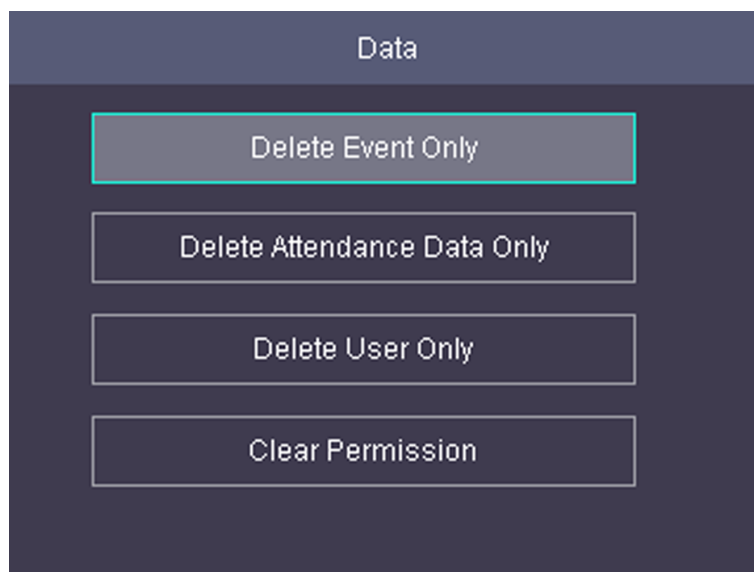 Data
Delete Event Only
Delete Attendance Data Only
Delete User Only
Clear Permission